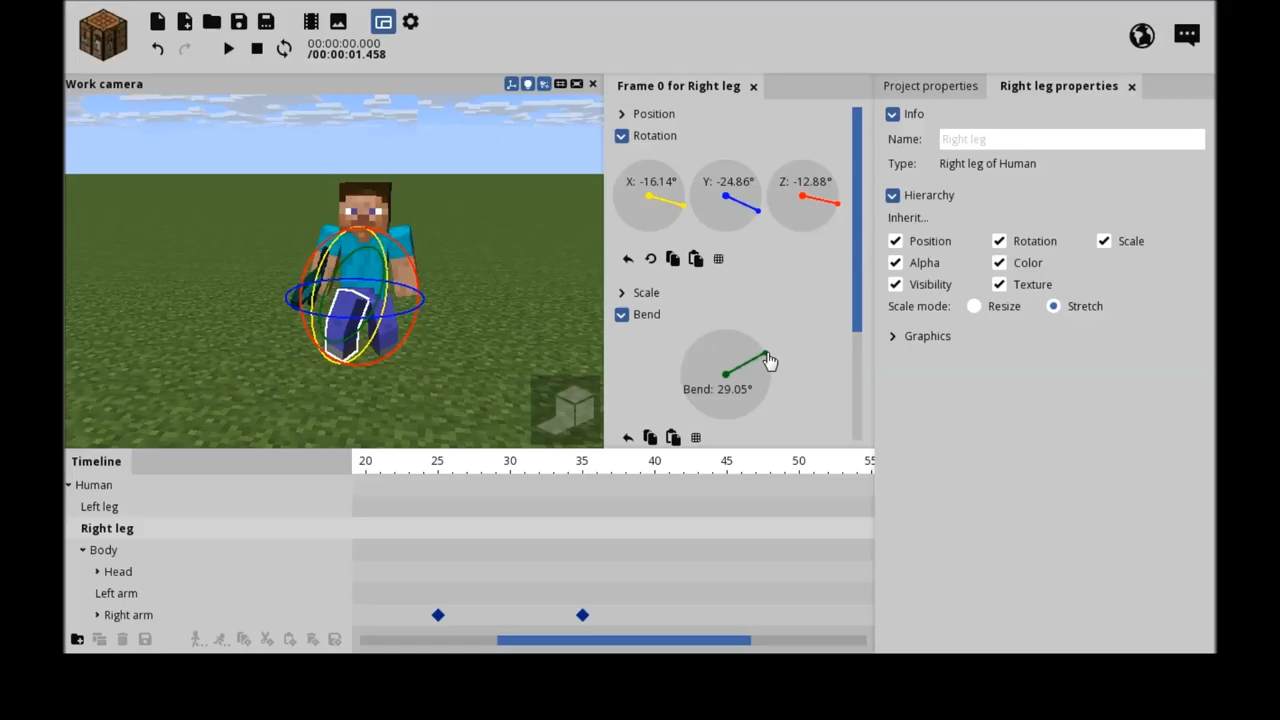 00:00:00.000
/00:00:01.458
Work camera
Frame 0 for Right leg
Position
Rotation
X: -16.14° Y: -24.86° Z: -12.88°
Scale
Bend
Bend: 29.05°
Project properties
Right leg properties
Info
Name: Right leg
Type: Right leg of Human
Hierarchy
Inherit...
Position Rotation Scale
Alpha Color
Visibility Texture
Scale mode: Resize Stretch
Graphics
Timeline
20 25 30 35 40 45 50 55
Human
Left leg
Right leg
Body
Head
Left arm
Right arm